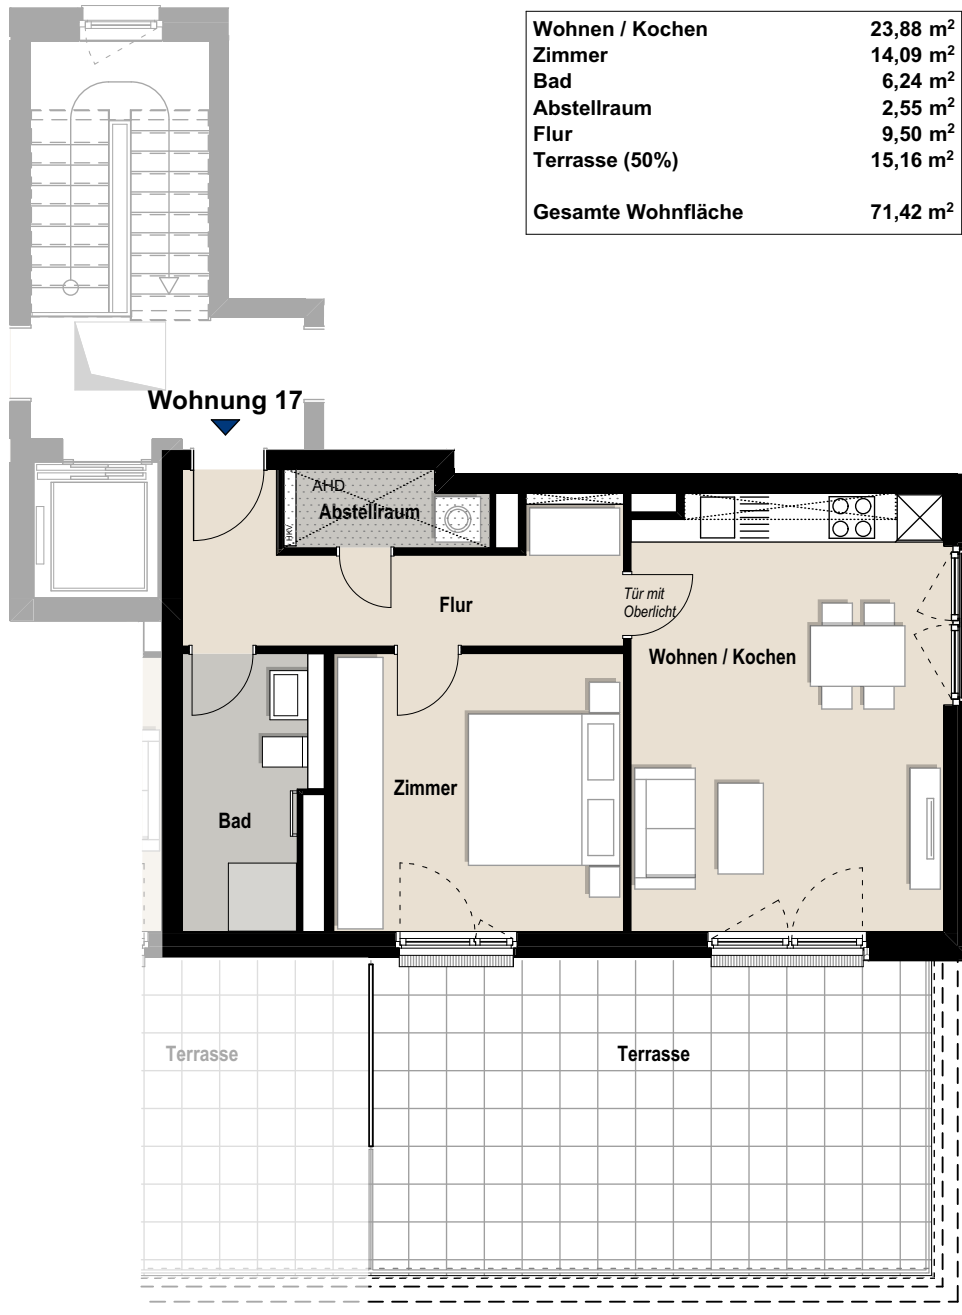 Wohnen / Kochen 23,88 m²
Zimmer 14,09 m²
Bad 6,24 m²
Abstellraum 2,55 m²
Flur 9,50 m²
Terrasse (50%) 15,16 m²
Gesamte Wohnfläche 71,42 m²
Wohnung 17
AHD
Abstellraum
HKV
Flur
Tür mit
Oberlicht
Wohnen / Kochen
Zimmer
Bad
Terrasse
Terrasse